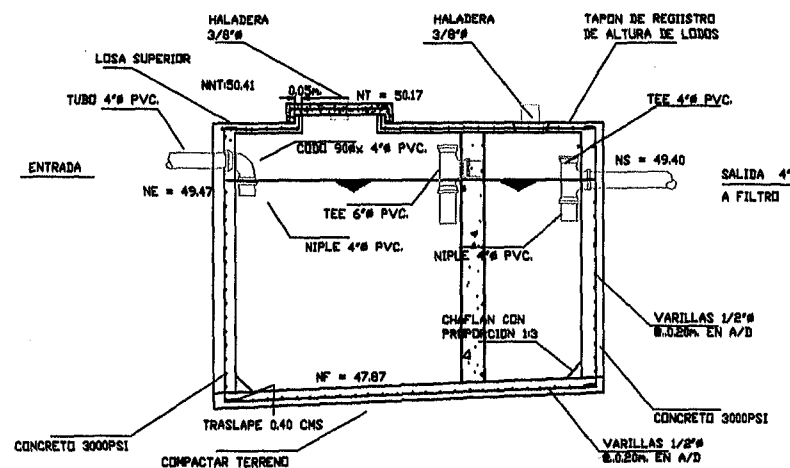 HALADERA
3/8"Ø
HALADERA
3/8"Ø
TAPON DE REGIISTRO
DE ALTURA DE LODOS
LOSA SUPERIOR
NNT:50.41
0.05m.
NT = 50.17
TUBO 4"Ø PVC.
TEE 4"Ø PVC.
CODO 90Øx 4"Ø PVC.
ENTRADA
NS = 49.40
NE = 49.47
SALIDA 4"
A FILTRO
TEE 6"Ø PVC.
NIPLE 4"Ø PVC.
NIPLE 4"Ø PVC.
CHAFLAN CON
PROPORCION 1:3
VARILLAS 1/2"Ø
@.0.20m. EN A/D
NF = 47.87
TRASLAPE 0.40 CMS
CONCRETO 3000PSI
CONCRETO 3000PSI
COMPACTAR TERRENO
VARILLAS 1/2"Ø
@.0.20m. EN A/D